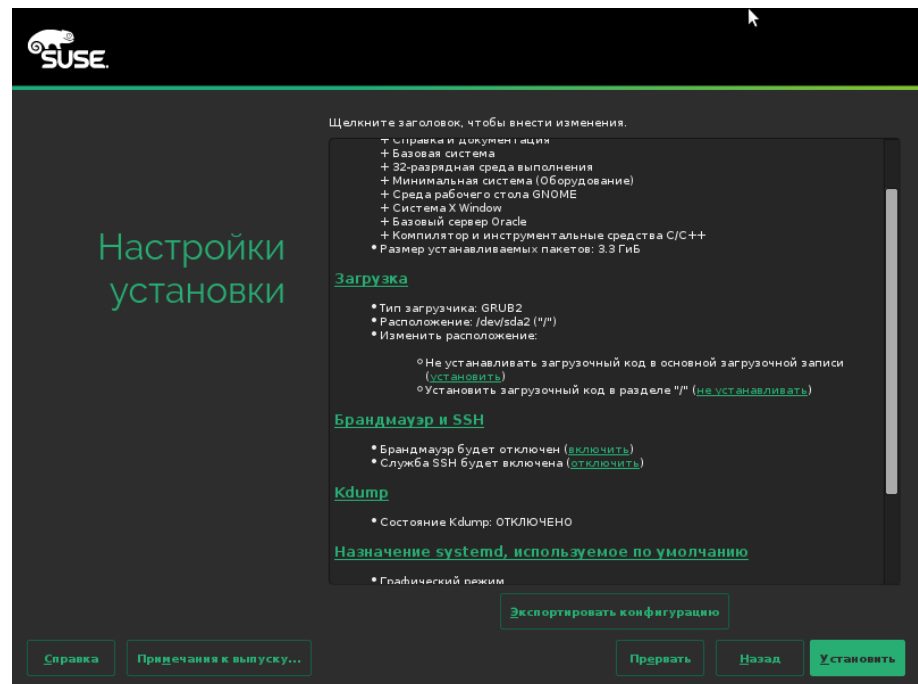 SUSE.
Щелкните заголовок, чтобы внести изменения.
Настройки
установки
+ Справка и документация
+ Базовая система
+ 32-разрядная среда выполнения
+ Минимальная система (Оборудование)
+ Среда рабочего стола GNOME
+ Система X Window
+ Базовый сервер Oracle
+ Компилятор и инструментальные средства C/C++
• Размер устанавливаемых пакетов: 3.3 ГиБ
Загрузка
• Тип загрузчика: GRUB2
• Расположение: /dev/sda2 ("/")
• Изменить расположение:
○ Не устанавливать загрузочный код в основной загрузочной записи
(установить)
○ Установить загрузочный код в разделе "/" (не устанавливать)
Брандмауэр и SSH
• Брандмауэр будет отключен (включить)
• Служба SSH будет включена (отключить)
Kdump
• Состояние Kdump: ОТКЛЮЧЕНО
Назначение systemd, используемое по умолчанию
• Графический режим
Экспортировать конфигурацию
Справка
Примечания к выпуску...
Прервать
Назад
Установить